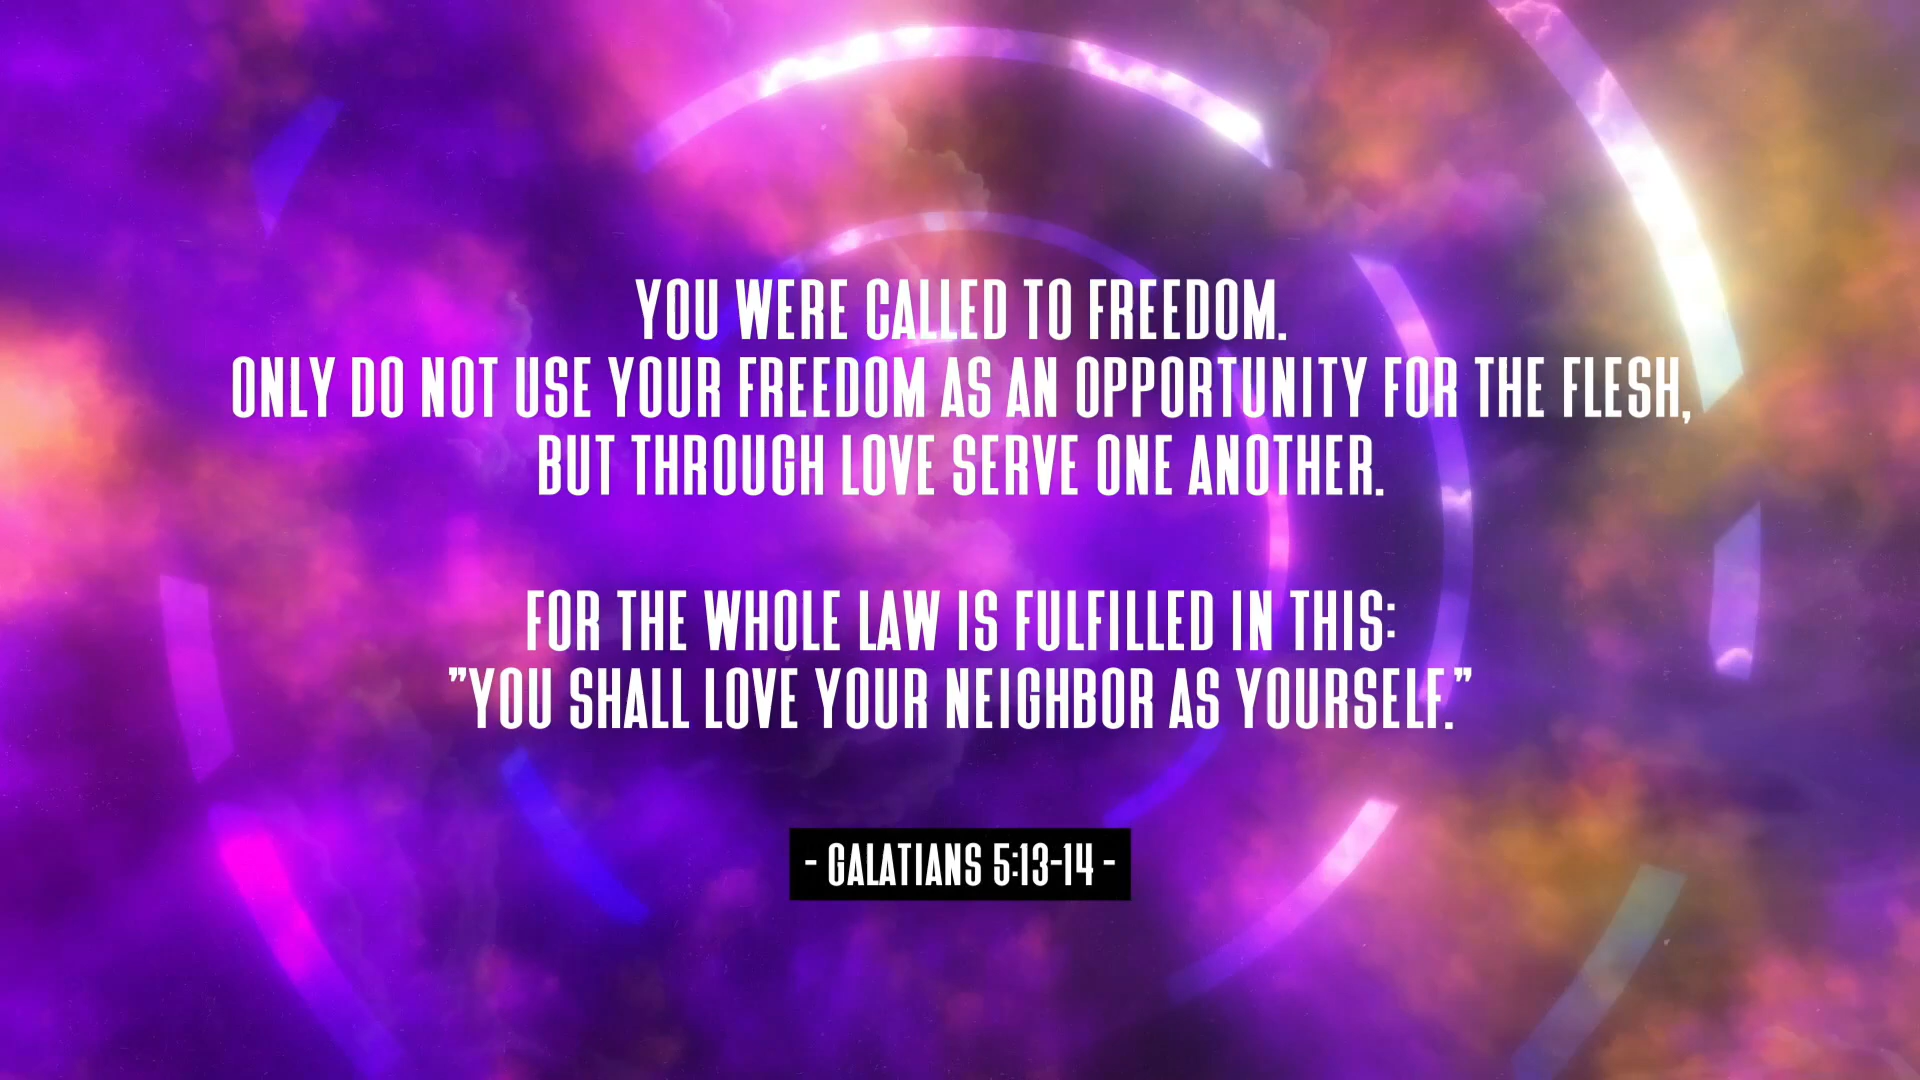 YOU WERE CALLED TO FREEDOM.
ONLY DO NOT USE YOUR FREEDOM AS AN OPPORTUNITY FOR THE FLESH,
BUT THROUGH LOVE SERVE ONE ANOTHER.
FOR THE WHOLE LAW IS FULFILLED IN THIS:
"YOU SHALL LOVE YOUR NEIGHBOR AS YOURSELF."
- GALATIANS 5:13-14 -